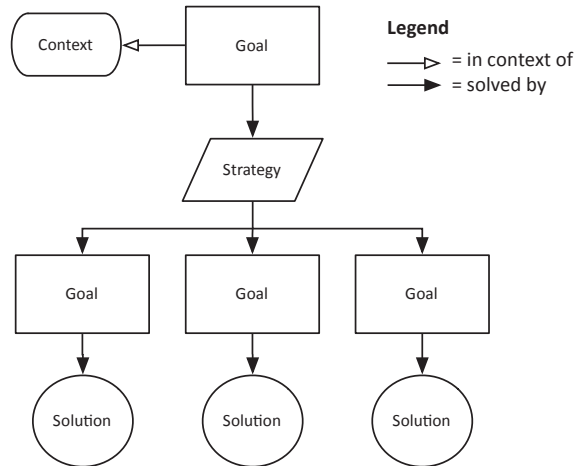 Context
Goal
Legend
= in context of
= solved by
Strategy
Goal
Goal
Goal
Solution
Solution
Solution